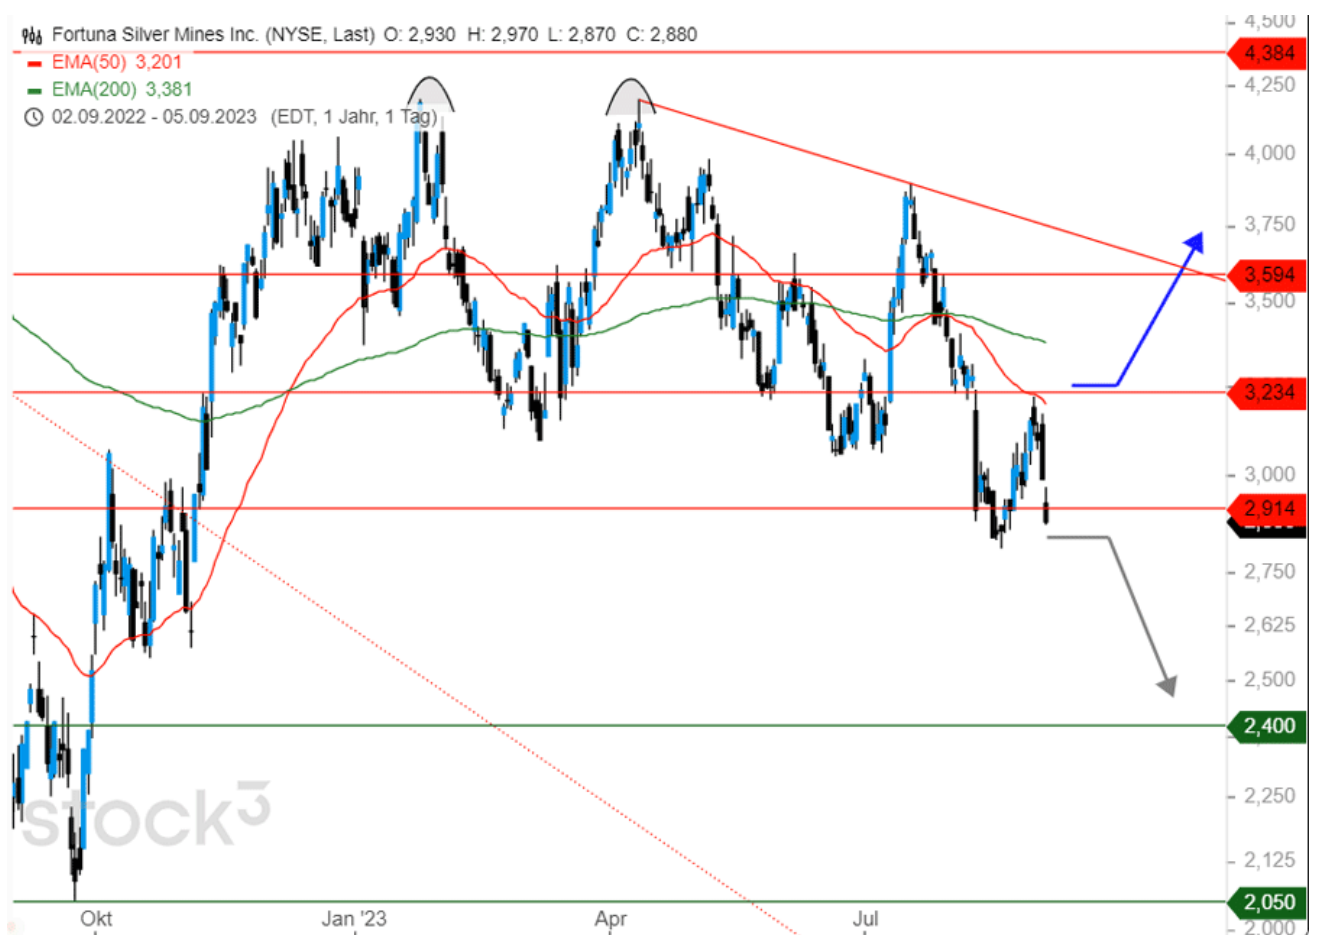 Fortuna Silver Mines Inc. (NYSE, Last) O: 2,930 H: 2,970 L: 2,870 C: 2,880
EMA(50) 3,201
EMA(200) 3,381
02.09.2022 - 05.09.2023 (EDT, 1 Jahr, 1 Tag)
4,500
4,384
4,250
4,000
3,750
3,594
3,500
3,234
3,000
2,914
2,750
2,625
2,500
2,400
2,250
2,125
2,050
2,000
stock3
Okt
Jan '23
Apr
Jul